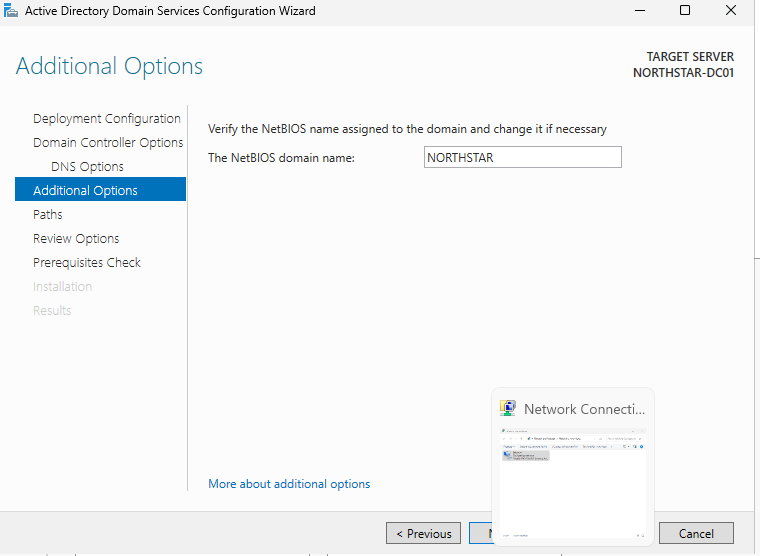 Active Directory Domain Services Configuration Wizard
Additional Options
TARGET SERVER
NORTHSTAR-DC01
Deployment Configuration
Domain Controller Options
DNS Options
Additional Options
Paths
Review Options
Prerequisites Check
Installation
Results
Verify the NetBIOS name assigned to the domain and change it if necessary
The NetBIOS domain name: NORTHSTAR
More about additional options
Network Connecti...
< Previous
Cancel